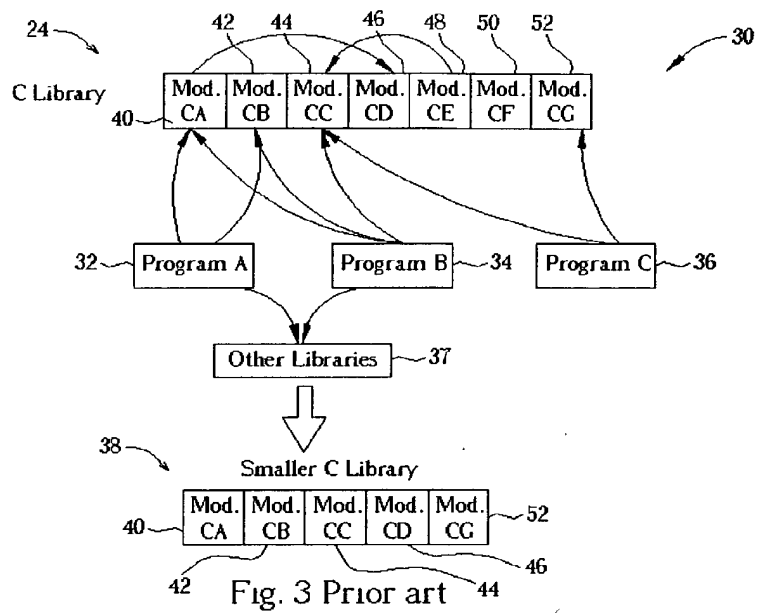 24
42
44
46
48
50
52
30
C Library
Mod. CA
Mod. CB
Mod. CC
Mod. CD
Mod. CE
Mod. CF
Mod. CG
40
32
Program A
Program B
34
Program C
36
Other Libraries
37
38
Smaller C Library
40
Mod. CA
Mod. CB
Mod. CC
Mod. CD
Mod. CG
52
42
44
46
Fig. 3 Prior art